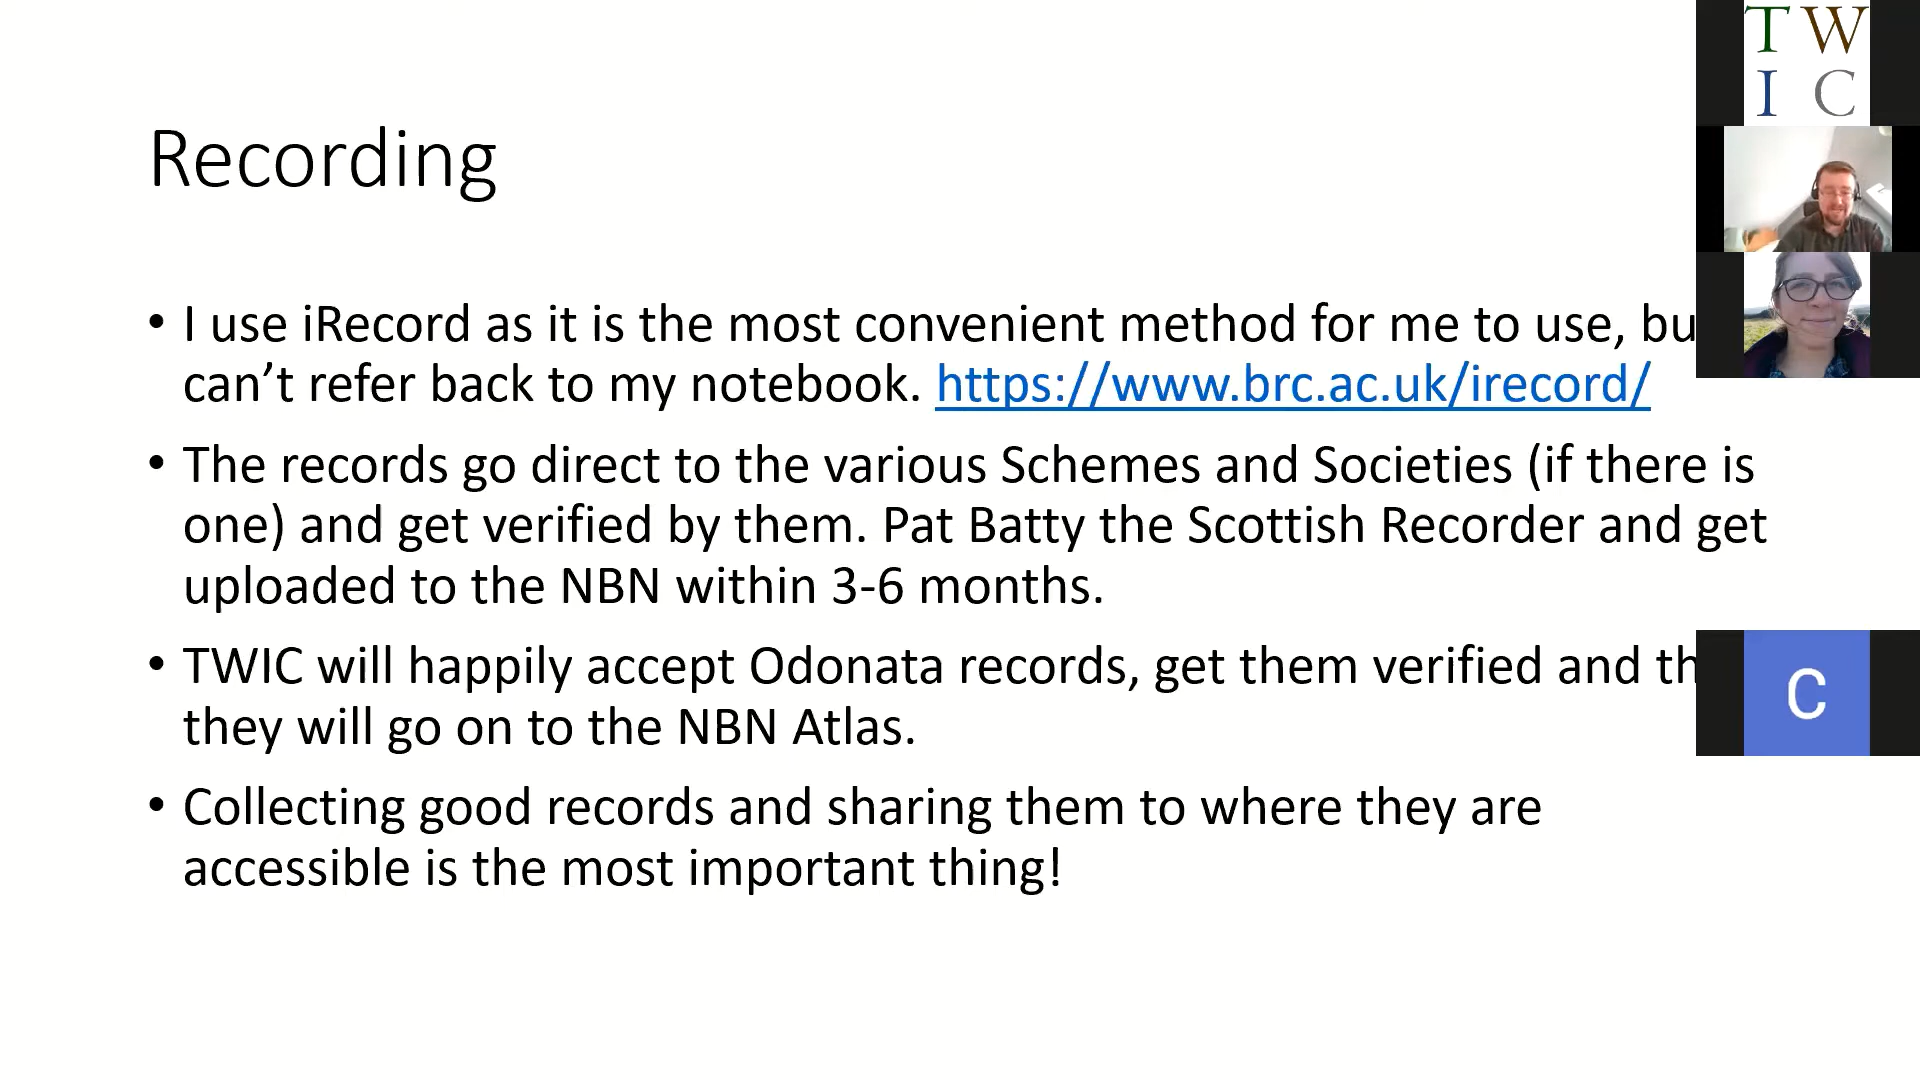 Recording
• I use iRecord as it is the most convenient method for me to use, bu
can’t refer back to my notebook. https://www.brc.ac.uk/irecord/
• The records go direct to the various Schemes and Societies (if there is
one) and get verified by them. Pat Batty the Scottish Recorder and get
uploaded to the NBN within 3-6 months.
• TWIC will happily accept Odonata records, get them verified and th
they will go on to the NBN Atlas.
• Collecting good records and sharing them to where they are
accessible is the most important thing!
T W
I C
C